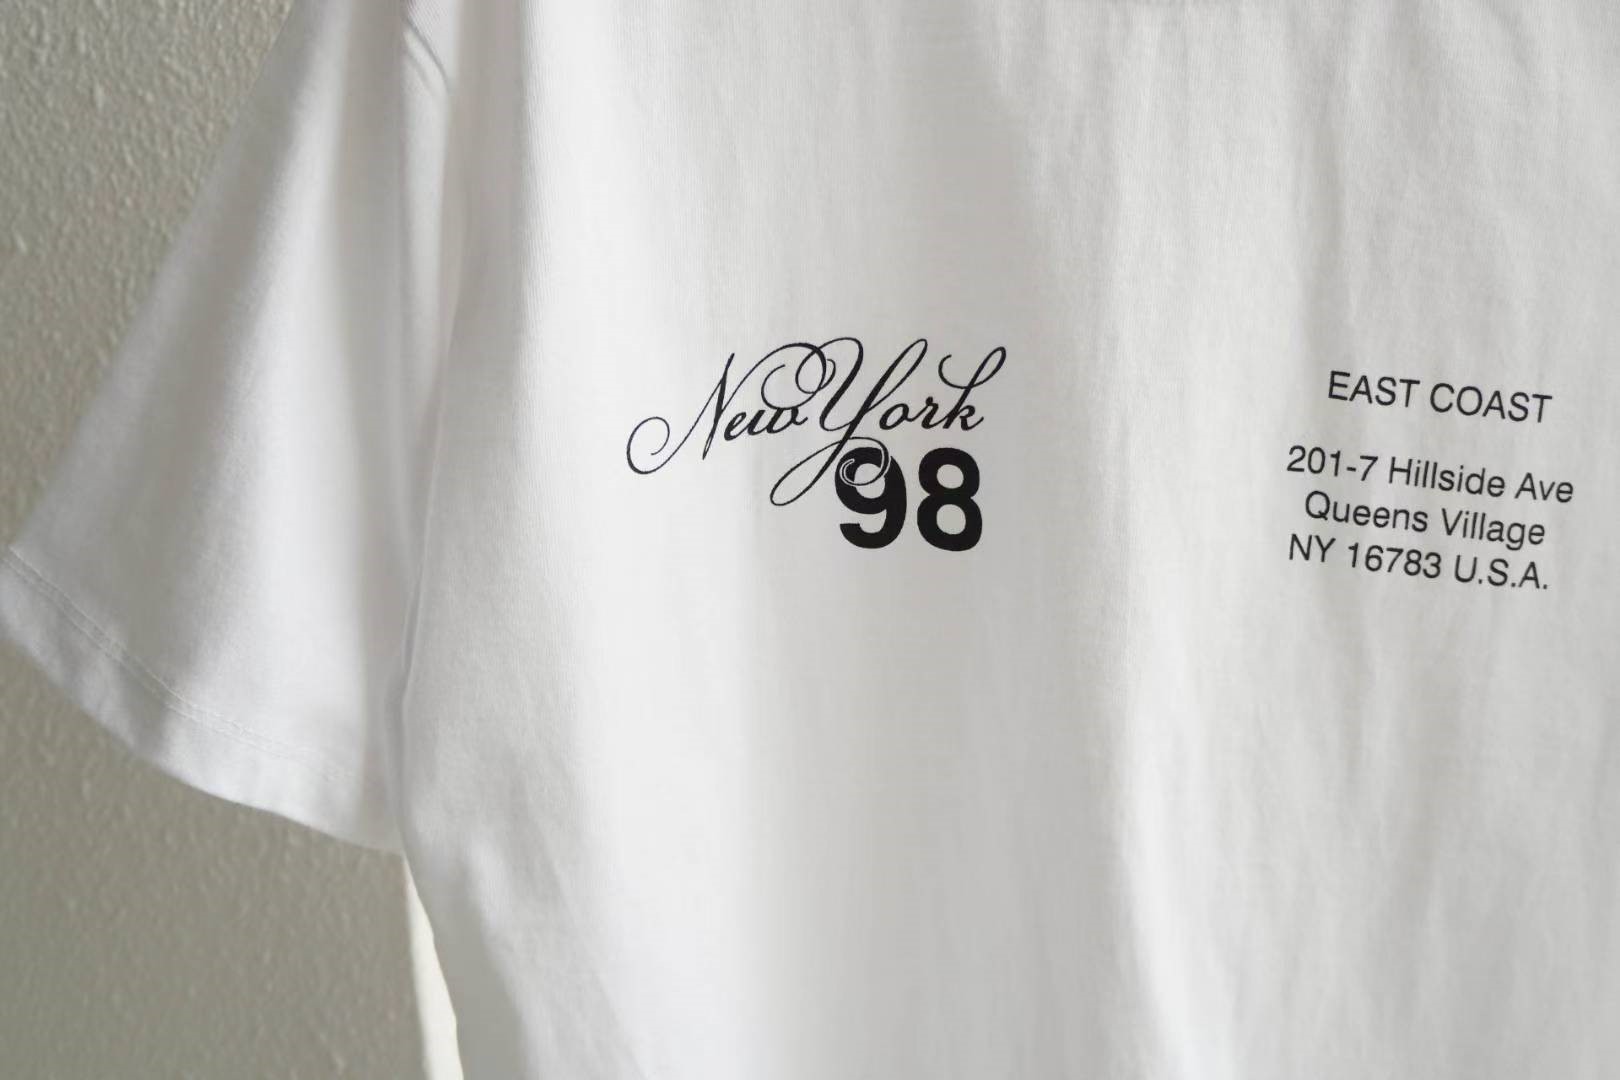 New York
98
EAST COAST
201-7 Hillside Ave
Queens Village
NY 16783 U.S.A.